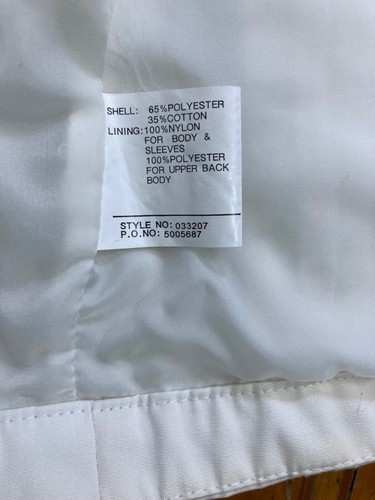 SHELL: 65%POLYESTER
35%COTTON
LINING:100%NYLON
FOR BODY &
SLEEVES
100%POLYESTER
FOR UPPER BACK
BODY
STYLE NO: 033207
P.O.NO: 5005687